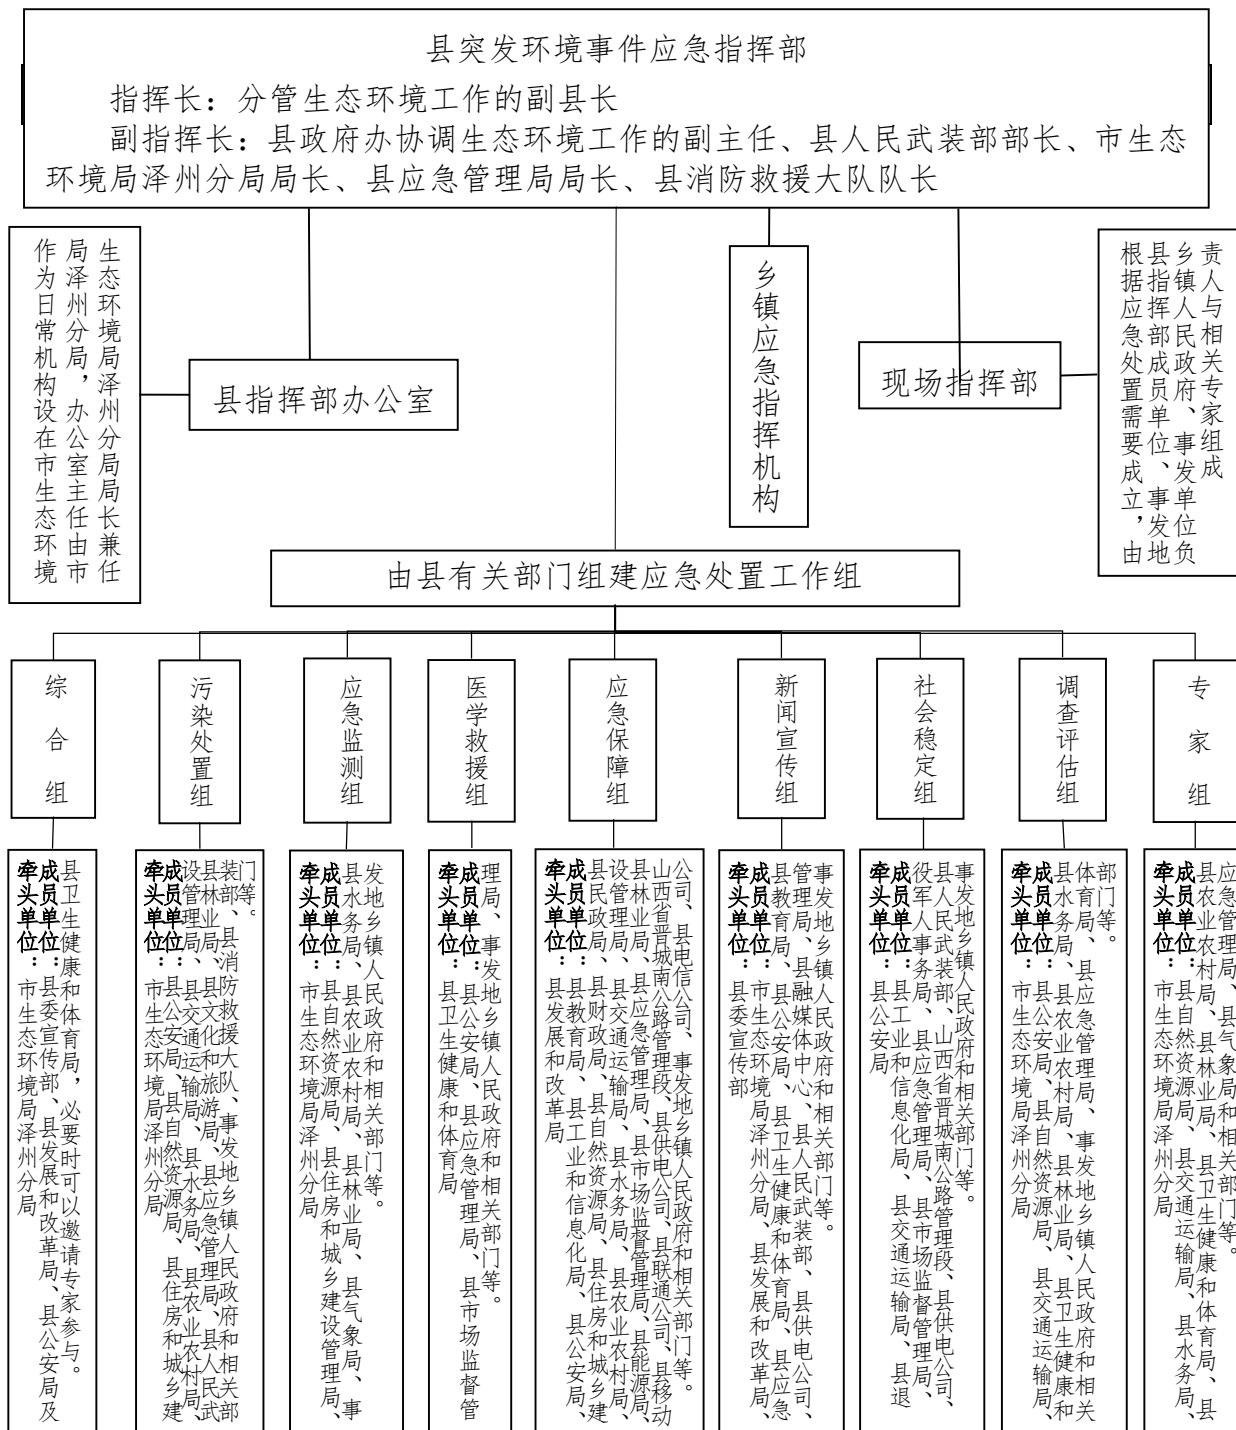 县突发环境事件应急指挥部
指挥长：分管生态环境工作的副县长
副指挥长：县政府办协调生态环境工作的副主任、县人民武装部部长、市生态
环境局泽州分局局长、县应急管理局局长、县消防救援大队队长
作为日常机构设在市生态环境
局泽州分局，办公室主任由市
生态环境局泽州分局局长兼任
县指挥部办公室
乡镇应急指挥机构
现场指挥部
根据应急处置需要成立，由
县指挥部成员单位、事发地
乡镇人民政府、事发单位负
责人与相关专家组成
由县有关部门组建应急处置工作组
综合组
污染处置组
应急监测组
医学救援组
应急保障组
新闻宣传组
社会稳定组
调查评估组
专家组
牵头单位：市生态环境局泽州分局
成员单位：县委宣传部、县发展和改革局、县公安局及
县卫生健康和体育局，必要时可以邀请专家参与。
牵头单位：市生态环境局泽州分局
成员单位：县公安局、县自然资源局、县住房和城乡建
设管理局、县交通运输局、县水务局、县农业农村局、
县林业局、县文化和旅游局、县应急管理局、县人民武
装部、县消防救援大队、事发地乡镇人民政府和相关部
门等。
牵头单位：市生态环境局泽州分局
成员单位：县自然资源局、县住房和城乡建设管理局、
县水务局、县农业农村局、县林业局、县气象局、事
发地乡镇人民政府和相关部门等。
牵头单位：县卫生健康和体育局
成员单位：县公安局、县应急管理局、县市场监督管
理局、事发地乡镇人民政府和相关部门等。
牵头单位：县发展和改革局
成员单位：县教育局、县工业和信息化局、县公安局、
县民政局、县财政局、县自然资源局、县住房和城乡建
设管理局、县交通运输局、县水务局、县农业农村局、
县林业局、县应急管理局、县市场监督管理局、县能源局、
山西省晋城南公路管理段、县供电公司、县联通公司、县移动
公司、县电信公司、事发地乡镇人民政府和相关部门等。
牵头单位：县委宣传部
成员单位：市生态环境局泽州分局、县发展和改革局、
县教育局、县公安局、县卫生健康和体育局、县应急
管理局、县融媒体中心、县人民武装部、县供电公司、
事发地乡镇人民政府和相关部门等。
牵头单位：县公安局
成员单位：县工业和信息化局、县交通运输局、县退
役军人事务局、县应急管理局、县市场监督管理局、
县人民武装部、山西省晋城南公路管理段、县供电公司、
事发地乡镇人民政府和相关部门等。
牵头单位：市生态环境局泽州分局
成员单位：县公安局、县自然资源局、县交通运输局、
县水务局、县农业农村局、县林业局、县卫生健康和
体育局、县应急管理局、事发地乡镇人民政府和相关
部门等。
牵头单位：市生态环境局泽州分局
成员单位：县自然资源局、县交通运输局、县水务局、
县农业农村局、县林业局、县卫生健康和体育局、县
应急管理局、县气象局和相关部门等。